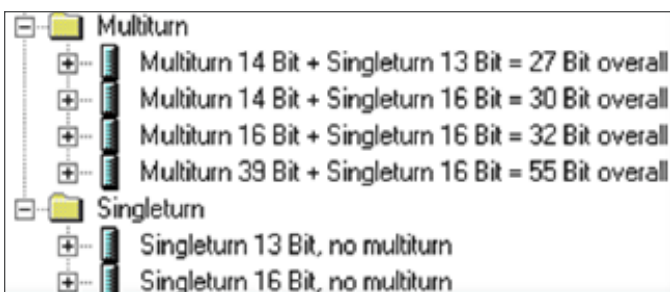 Multiturn
Multiturn 14 Bit + Singleturn 13 Bit = 27 Bit overall
Multiturn 14 Bit + Singleturn 16 Bit = 30 Bit overall
Multiturn 16 Bit + Singleturn 16 Bit = 32 Bit overall
Multiturn 39 Bit + Singleturn 16 Bit = 55 Bit overall
Singleturn
Singleturn 13 Bit, no multiturn
Singleturn 16 Bit, no multiturn